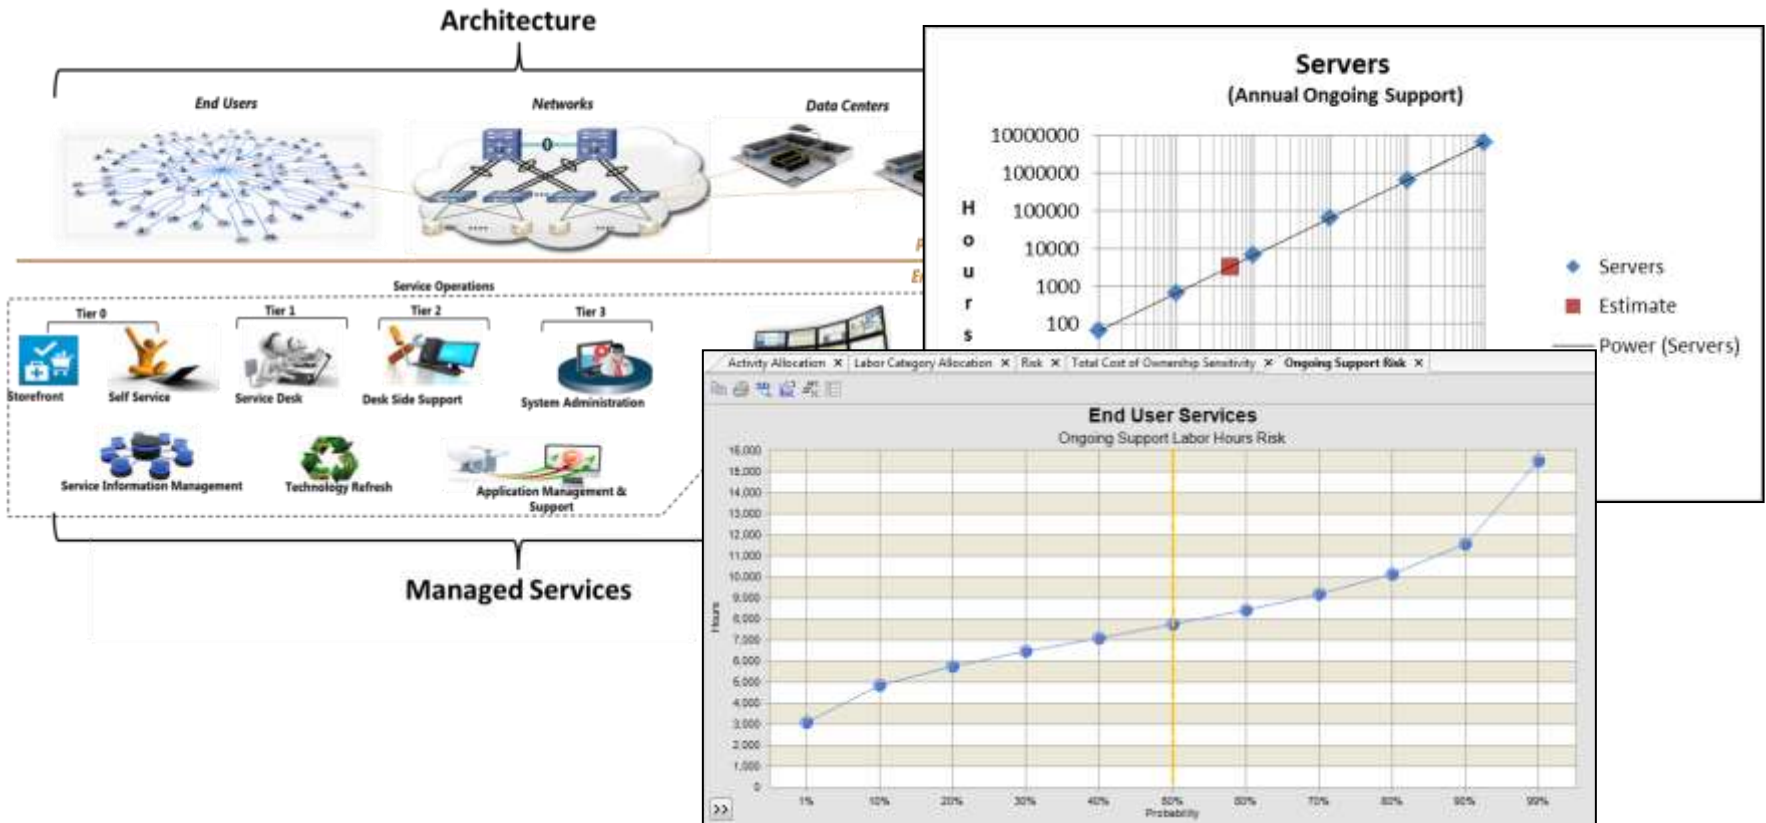 Architecture
End Users
Networks
Data Centers
Service Operations
Tier 0
Tier 1
Tier 2
Tier 3
Storefront
Self Service
Service Desk
Desk Side Support
System Administration
Service Information Management
Technology Refresh
Application Management &
Support
Managed Services
Servers
(Annual Ongoing Support)
10000000
1000000
100000
10000
1000
100
H
o
u
r
s
Servers
Estimate
Power (Servers)
Activity Allocation x Labor Category Allocation x Risk x Total Cost of Ownership Sensitivity x Ongoing Support Risk x
End User Services
Ongoing Support Labor Hours Risk
16,000
15,000
14,000
13,000
12,000
11,000
10,000
9,000
8,000
7,000
6,000
5,000
4,000
3,000
2,000
1,000
0
Hours
1% 10% 20% 30% 40% 50% 60% 70% 80% 90% 99%
Probability
>>